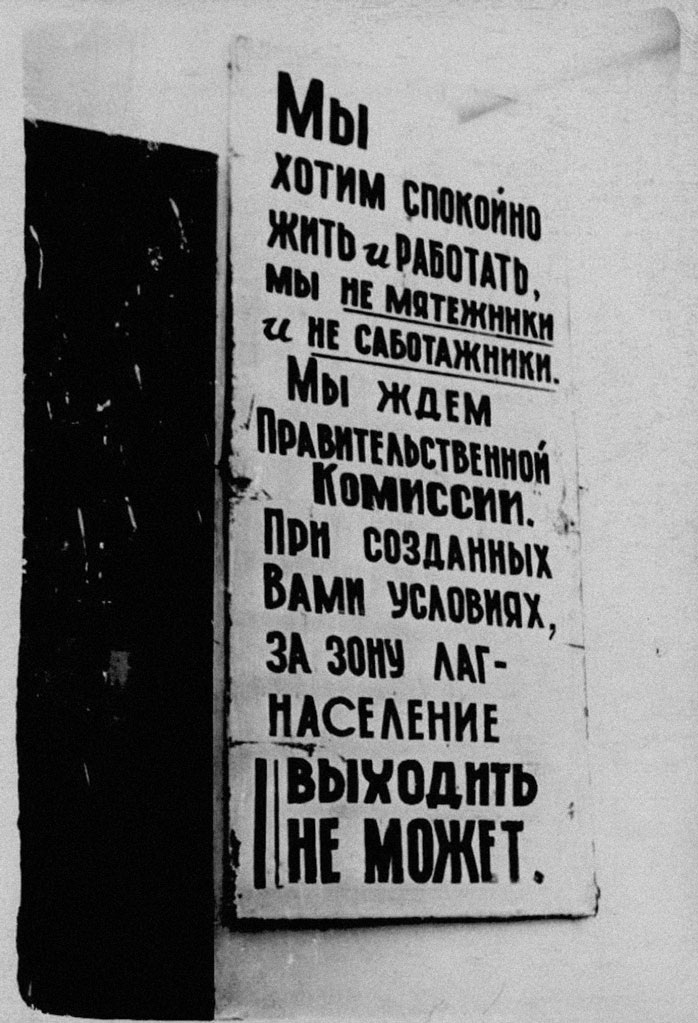 Мы
ХОТИМ СПОКОЙНО
ЖИТЬ и РАБОТАТЬ,
МЫ НЕ МЯТЕЖНИКИ
и НЕ САБОТАЖНИКИ.
МЫ ЖДЕМ
ПРАВИТЕЛЬСТВЕННОЙ
КОМИССИИ.
ПРИ СОЗДАННЫХ
ВАМИ УСЛОВИЯХ,
ЗА ЗОНУ ЛАГ-
НАСЕЛЕНИЕ
ВЫХОДИТЬ
НЕ МОЖЕТ.